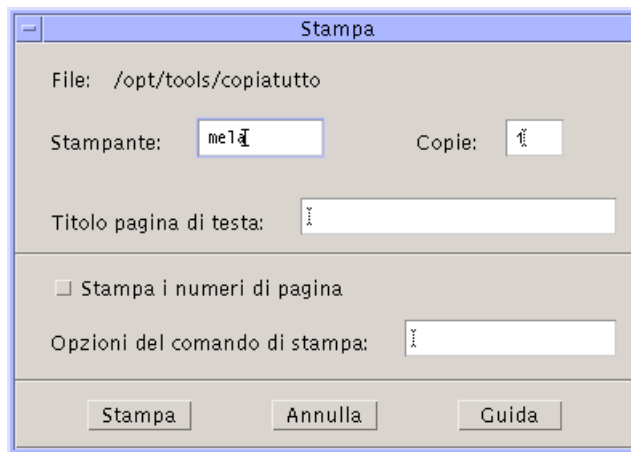 Stampa
File: /opt/tools/copiatutto
Stampante: mela Copie: 1
Titolo pagina di testa:
Stampa i numeri di pagina
Opzioni del comando di stampa:
Stampa Annulla Guida